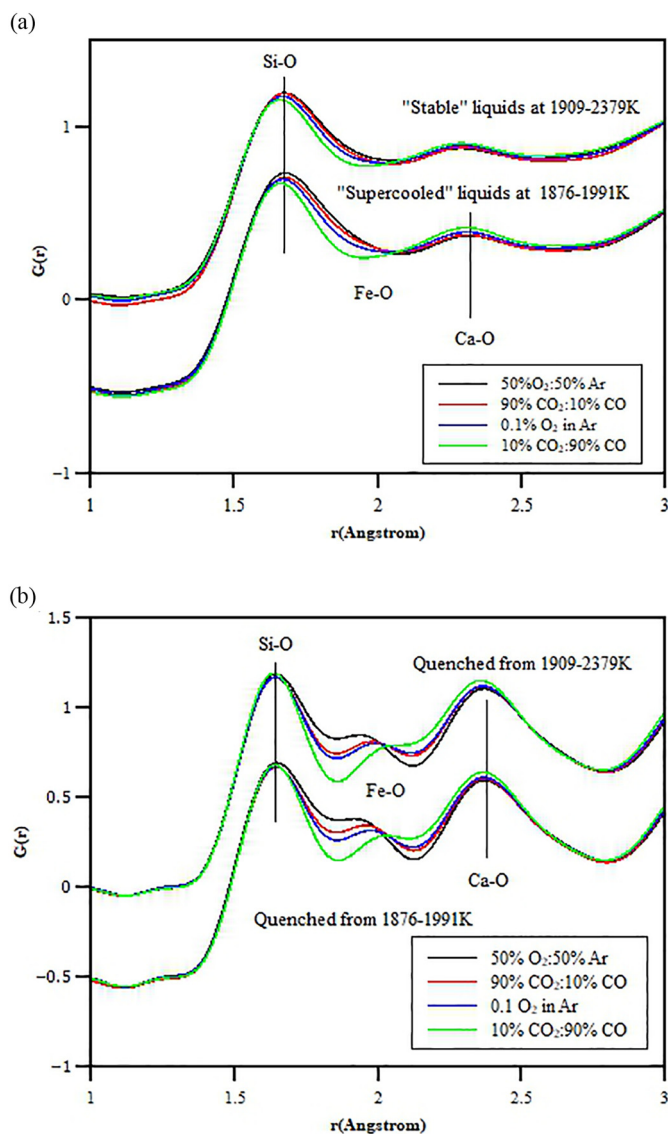 (a)
Si-O
"Stable" liquids at 1909-2379K
1
"Supercooled" liquids at 1876-1991K
G(r)
0
Fe-O
Ca-O
50%O₂:50% Ar
90% CO₂:10% CO
0.1% O₂ in Ar
10% CO₂:90% CO
−1
1 1.5 2 2.5 3
r(Angstrom)
(b)
1.5
Si-O
Quenched from 1909-2379K
1
Fe-O
0.5
G(r)
Ca-O
0
Quenched from 1876-1991K
50% O₂:50% Ar
90% CO₂:10% CO
0.1 O₂ in Ar
10% CO₂:90% CO
−0.5
−1
1 1.5 2 2.5 3
r(Angstrom)